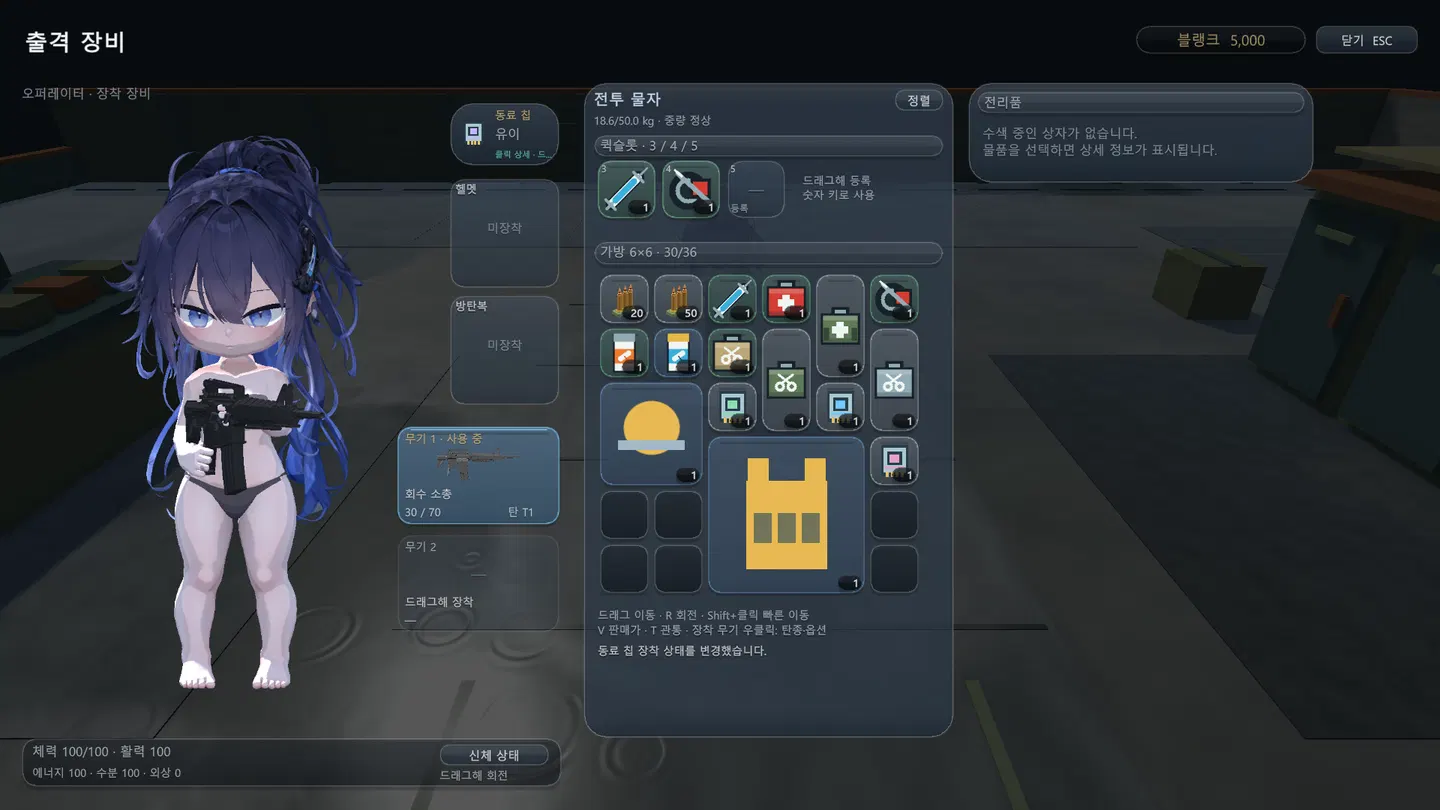 출격 장비
블랭크 5,000
닫기 ESC
오퍼레이터 · 장착 장비
동료 칩
유이
클릭 상세 · 드…
헬멧
미장착
방탄복
미장착
무기 1 · 사용 중
회수 소총
30 / 70 탄 T1
무기 2
—
드래그해 장착
—
전투 물자
정렬
18.6/50.0 kg · 중량 정상
퀵슬롯 · 3 / 4 / 5
3
1
4
1
5
—
등록
드래그해 등록
숫자 키로 사용
가방 6×6 · 30/36
20
50
1
1
1
1
1
1
1
1
1
1
1
1
1
1
드래그 이동 · R 회전 · Shift+클릭 빠른 이동
V 판매가 · T 관통 · 장착 무기 우클릭: 탄종·옵션
동료 칩 장착 상태를 변경했습니다.
전리품
수색 중인 상자가 없습니다.
물품을 선택하면 상세 정보가 표시됩니다.
체력 100/100 · 활력 100
에너지 100 · 수분 100 · 외상 0
신체 상태
드래그해 회전